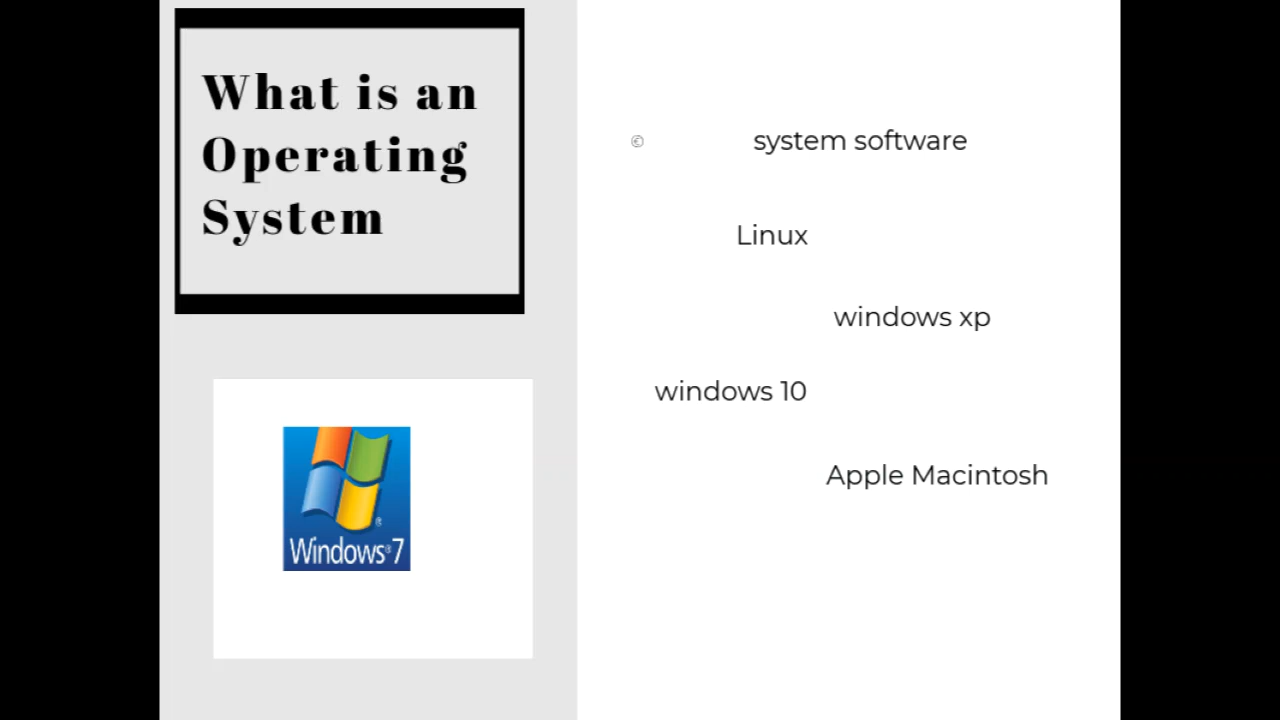 What is an
Operating
System
© system software
Linux
windows xp
windows 10
Apple Macintosh
Windows®7